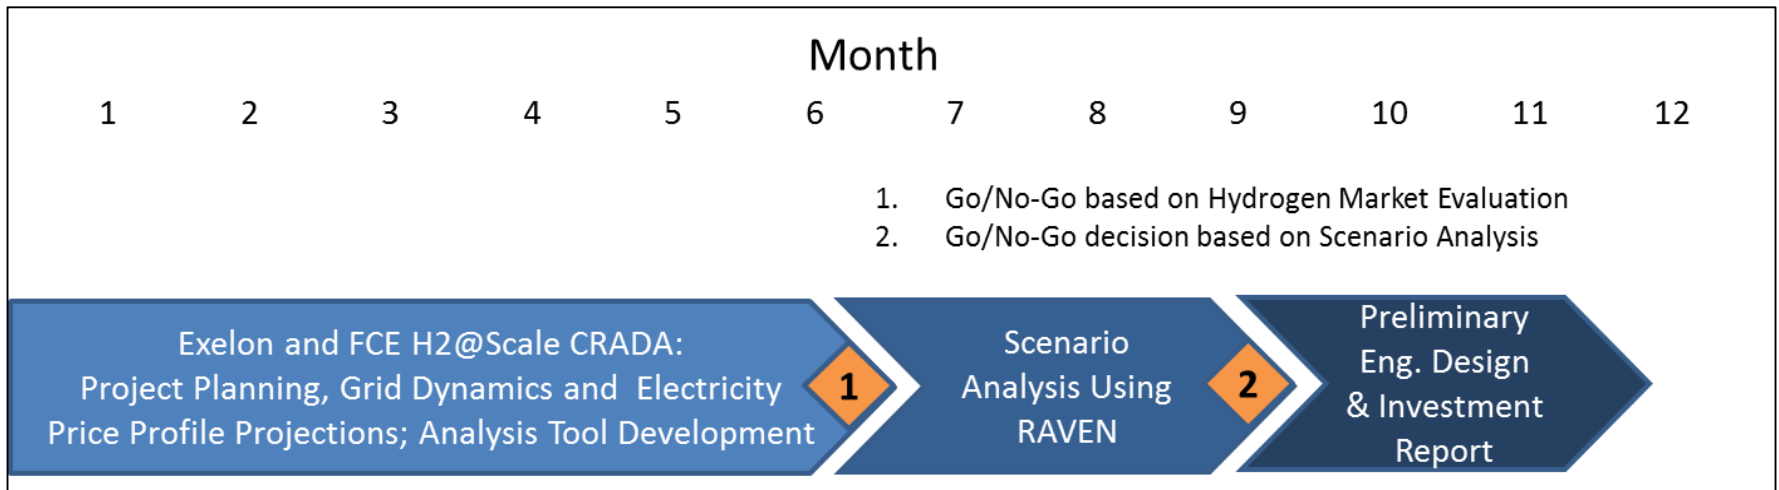 Month
1 2 3 4 5 6 7 8 9 10 11 12
1. Go/No-Go based on Hydrogen Market Evaluation
2. Go/No-Go decision based on Scenario Analysis
Exelon and FCE H2@Scale CRADA:
Project Planning, Grid Dynamics and Electricity
Price Profile Projections; Analysis Tool Development
1
Scenario
Analysis Using
RAVEN
2
Preliminary
Eng. Design
& Investment
Report